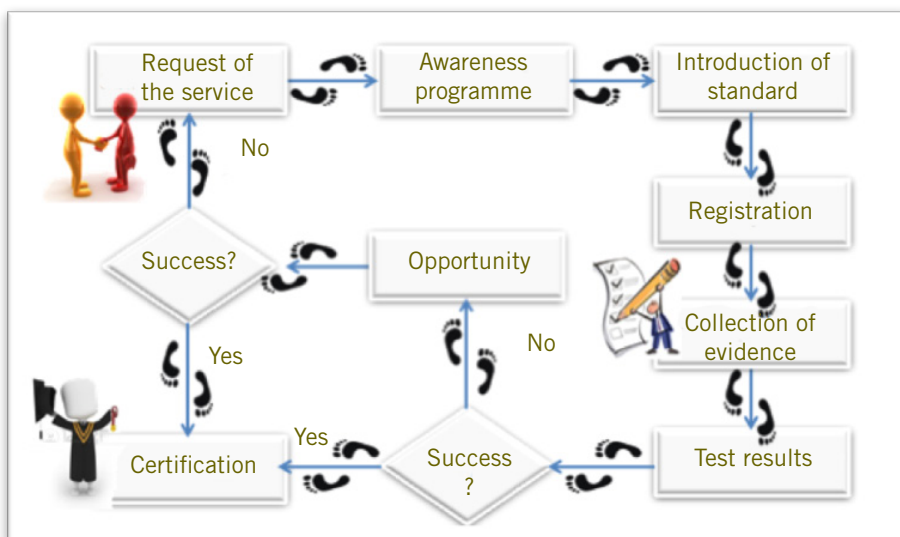 Request of
the service
Awareness
programme
Introduction of
standard
No
Registration
Success?
Opportunity
Collection of
evidence
No
Yes
Yes
Certification
Success
?
Test results